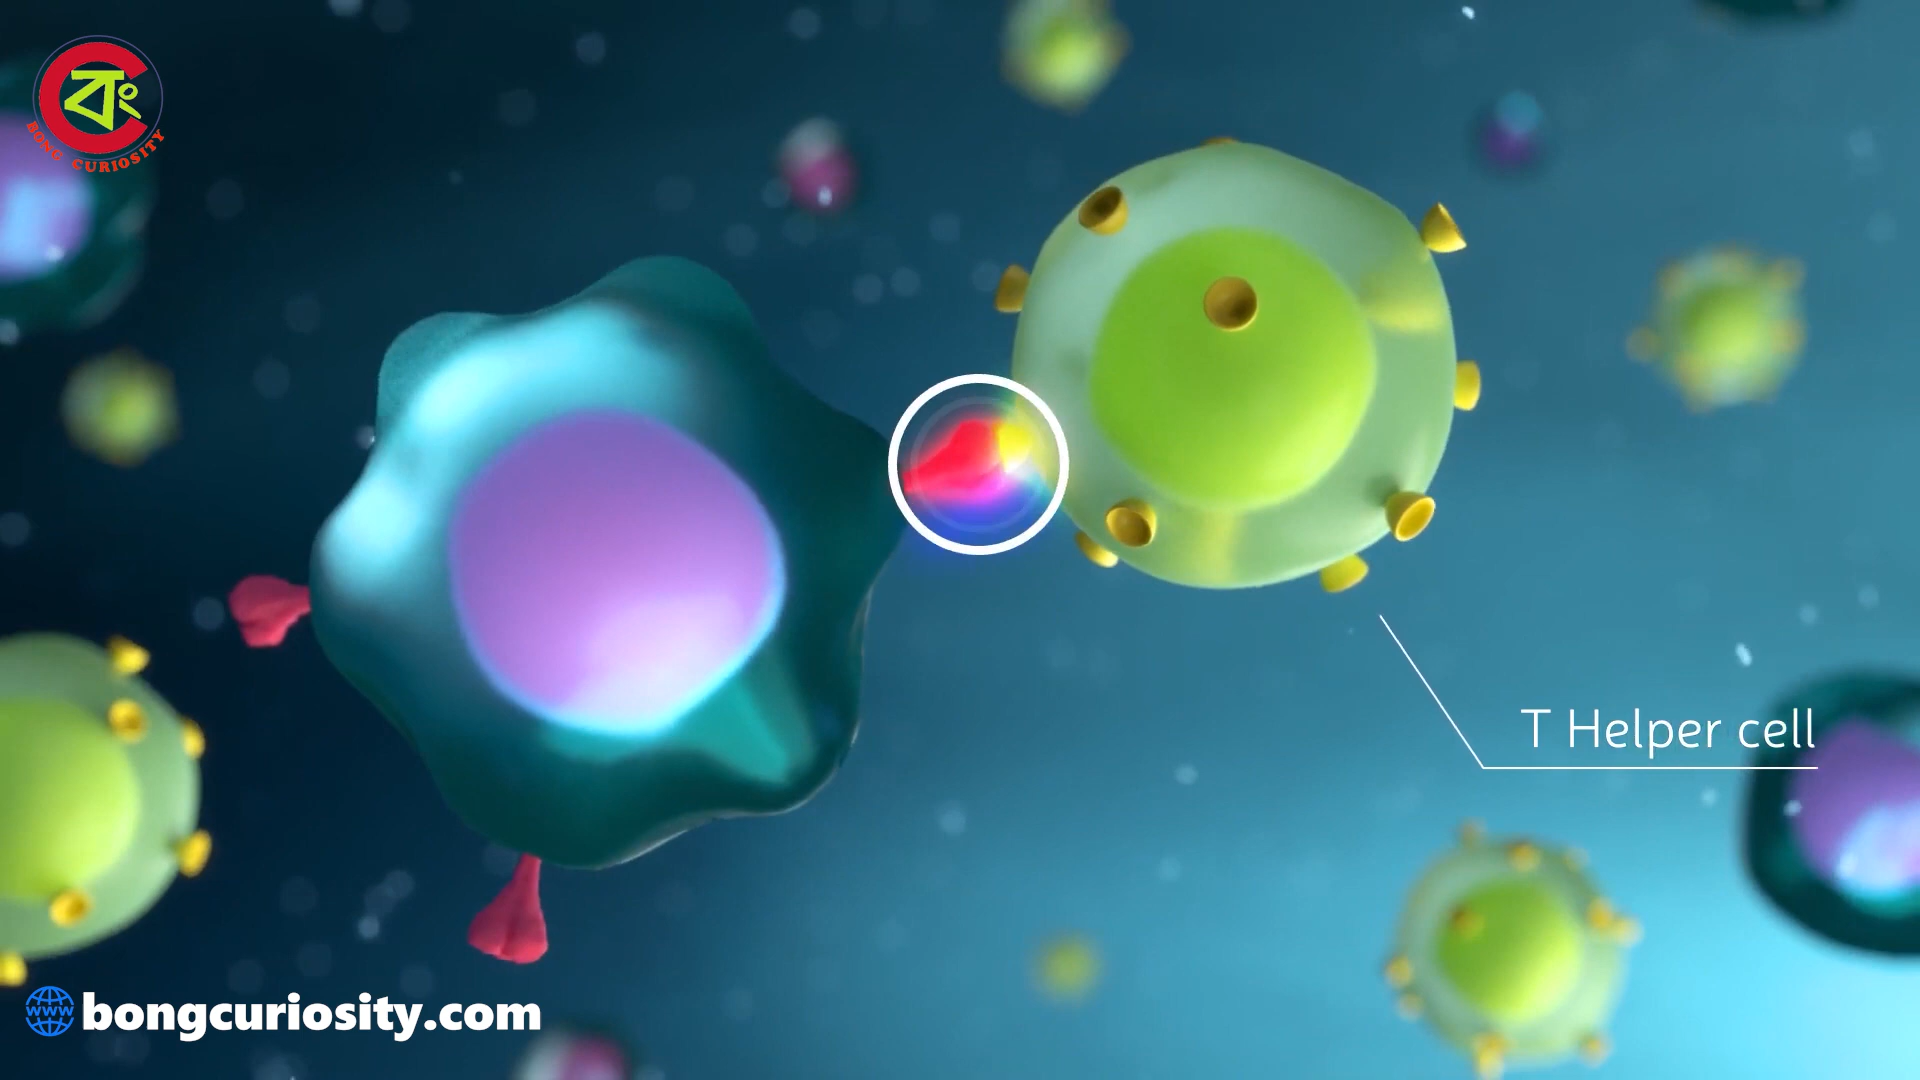 বং
BONG CURIOSITY
T Helper cell
www
bongcuriosity.com